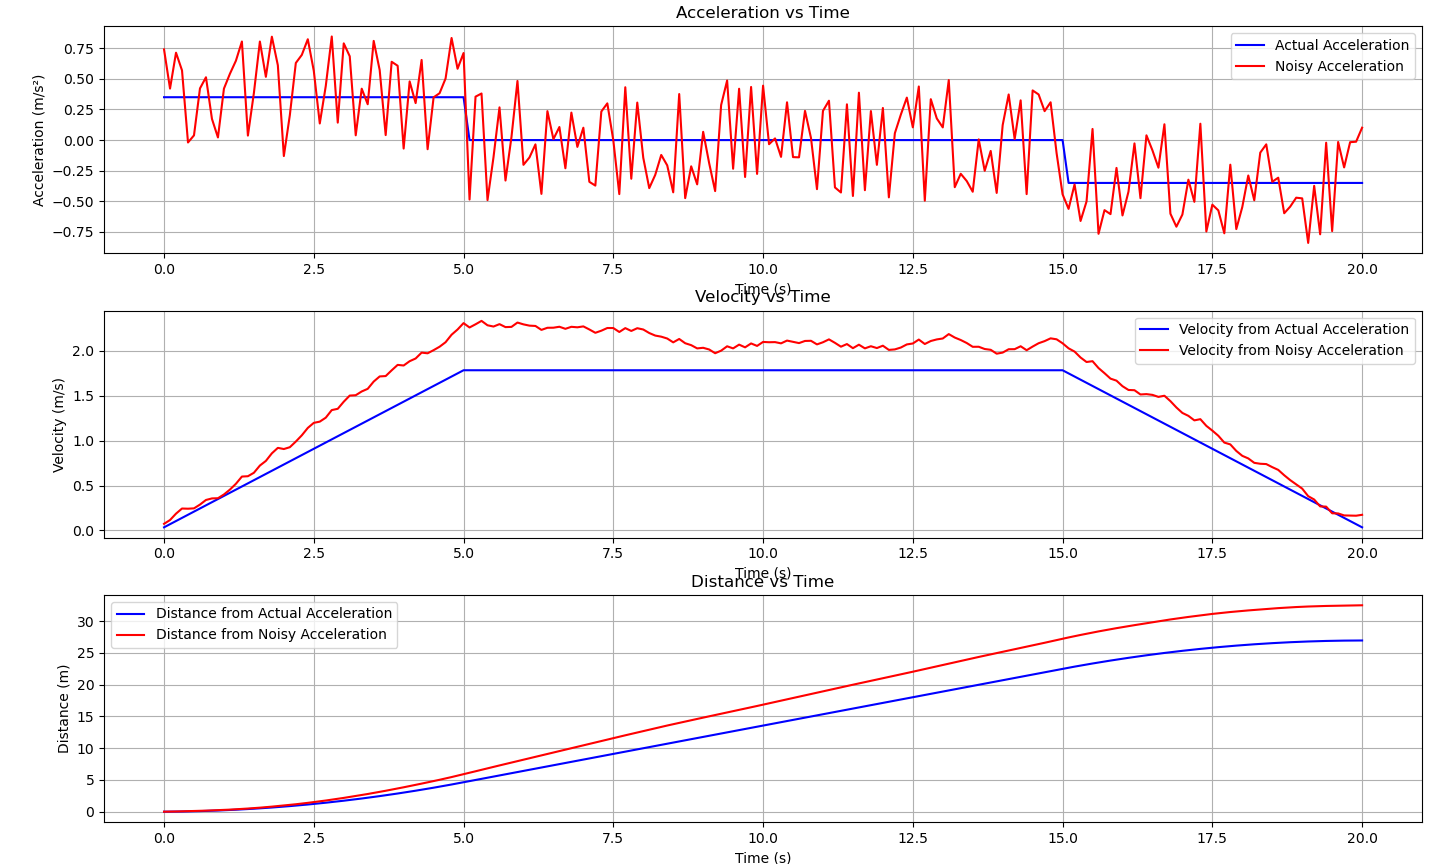 Acceleration vs Time
Acceleration (m/s²)
0.75
0.50
0.25
0.00
−0.25
−0.50
−0.75
Actual Acceleration
Noisy Acceleration
0.0 2.5 5.0 7.5 10.0 12.5 15.0 17.5 20.0
Time (s)
Velocity vs Time
Velocity (m/s)
2.0
1.5
1.0
0.5
0.0
Velocity from Actual Acceleration
Velocity from Noisy Acceleration
0.0 2.5 5.0 7.5 10.0 12.5 15.0 17.5 20.0
Time (s)
Distance vs Time
Distance (m)
30
25
20
15
10
5
0
Distance from Actual Acceleration
Distance from Noisy Acceleration
0.0 2.5 5.0 7.5 10.0 12.5 15.0 17.5 20.0
Time (s)